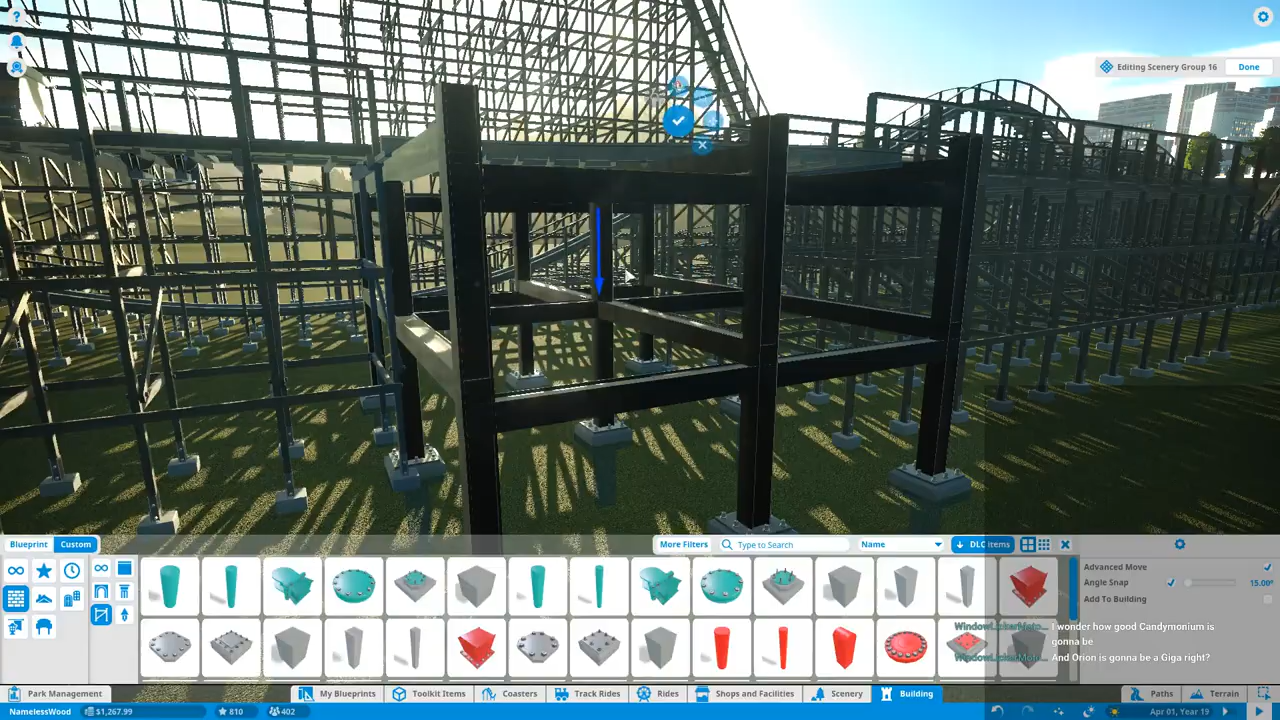 ?
Editing Scenery Group 16 Done
Blueprint Custom More Filters Type to Search Name DLC Items
Advanced Move
Angle Snap 15.00°
Add To Building
I wonder how good Candymonium is
gonna be
And Orion is gonna be a Giga right?
Park Management My Blueprints Toolkit Items Coasters Track Rides Rides Shops and Facilities Scenery Building Paths Terrain
NamelessWood $1,267.99 810 402 Apr 01, Year 19